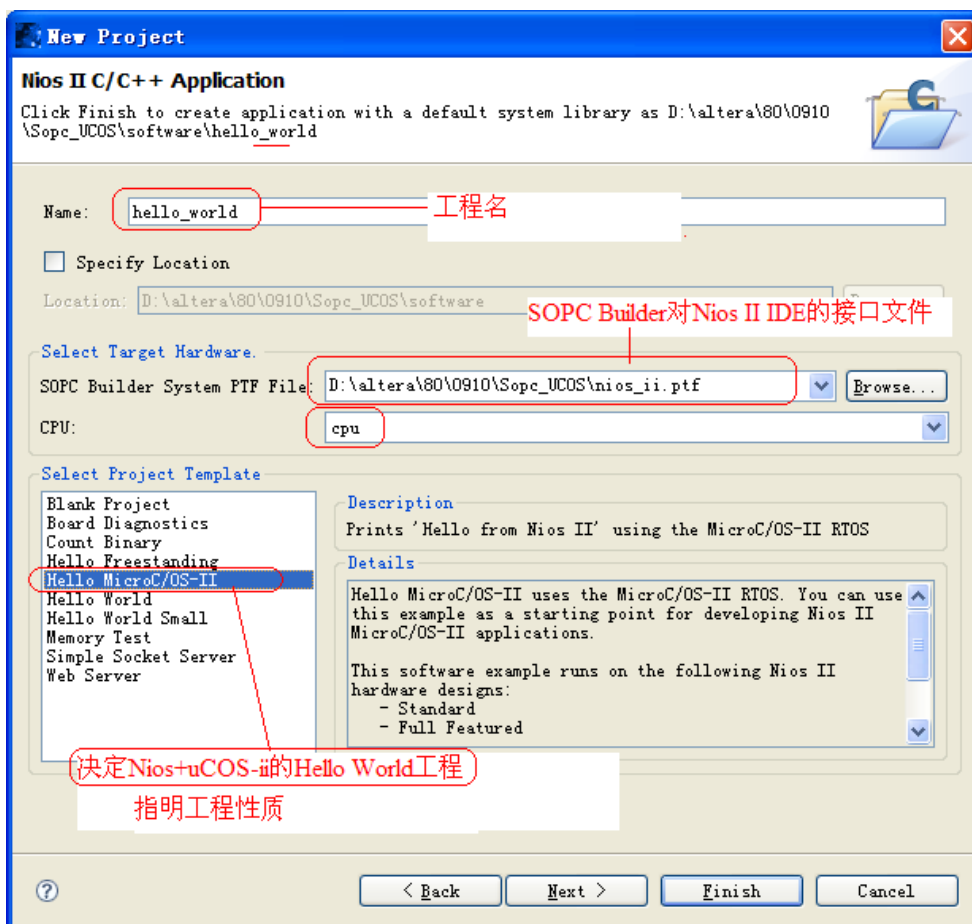 New Project
Nios II C/C++ Application
Click Finish to create application with a default system library as D:\altera\80\0910
\Sopc_UCOS\software\hello_world
Name: hello_world
工程名
Specify Location
Location: D:\altera\80\0910\Sopc_UCOS\software
SOPC Builder对Nios II IDE的接口文件
Select Target Hardware.
SOPC Builder System PTF File: D:\altera\80\0910\Sopc_UCOS\nios_ii.ptf Browse...
CPU: cpu
Select Project Template
Blank Project
Board Diagnostics
Count Binary
Hello Freestanding
Hello MicroC/OS-II
Hello World
Hello World Small
Memory Test
Simple Socket Server
Web Server
Description
Prints 'Hello from Nios II' using the MicroC/OS-II RTOS
Details
Hello MicroC/OS-II uses the MicroC/OS-II RTOS. You can use
this example as a starting point for developing Nios II
MicroC/OS-II applications.
This software example runs on the following Nios II
hardware designs:
- Standard
- Full Featured
决定Nios+uCOS-ii的Hello World工程
指明工程性质
< Back Next > Finish Cancel